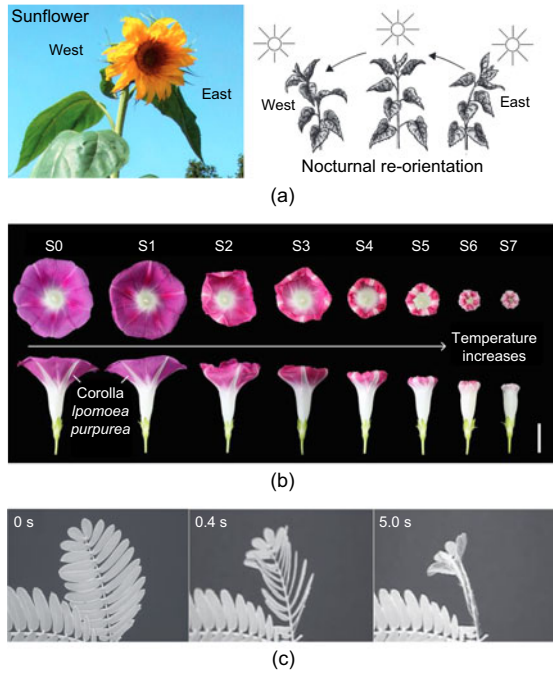 Sunflower
West
East
West
East
Nocturnal re-orientation
(a)
S0 S1 S2 S3 S4 S5 S6 S7
Temperature
increases
Corolla
Ipomoea
purpurea
(b)
0 s 0.4 s 5.0 s
(c)